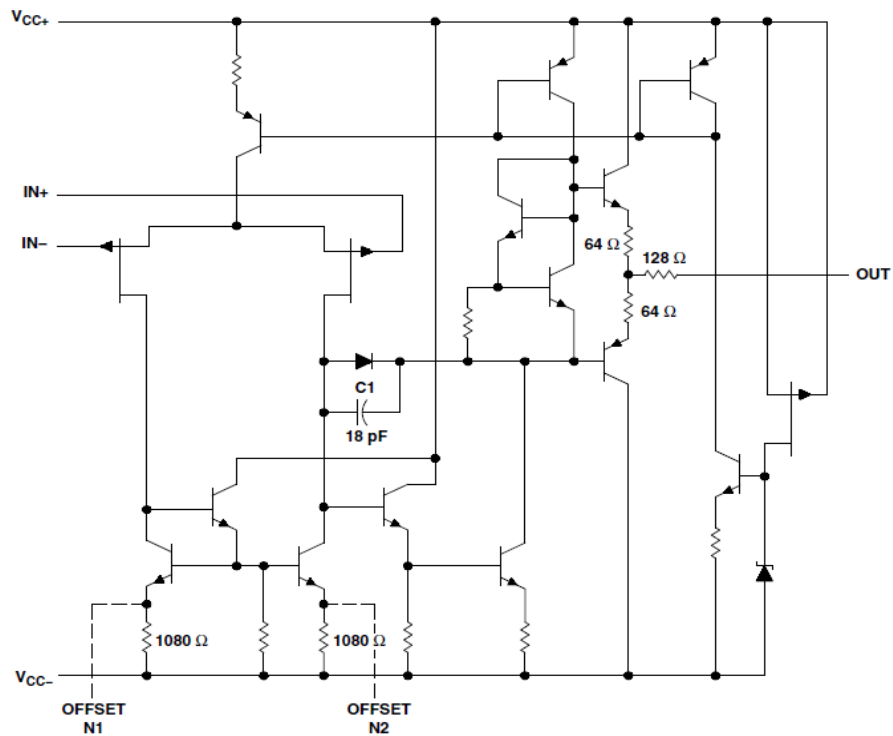 VCC+
IN+
IN−
64 Ω
128 Ω
OUT
64 Ω
C1
18 pF
1080 Ω
1080 Ω
VCC−
OFFSET
N1
OFFSET
N2